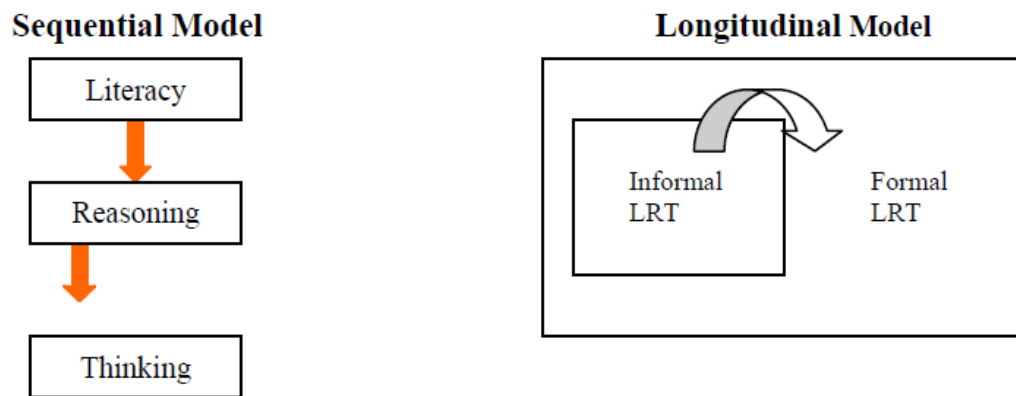 Sequential Model
Literacy
Reasoning
Thinking
Longitudinal Model
Informal
LRT
Formal
LRT